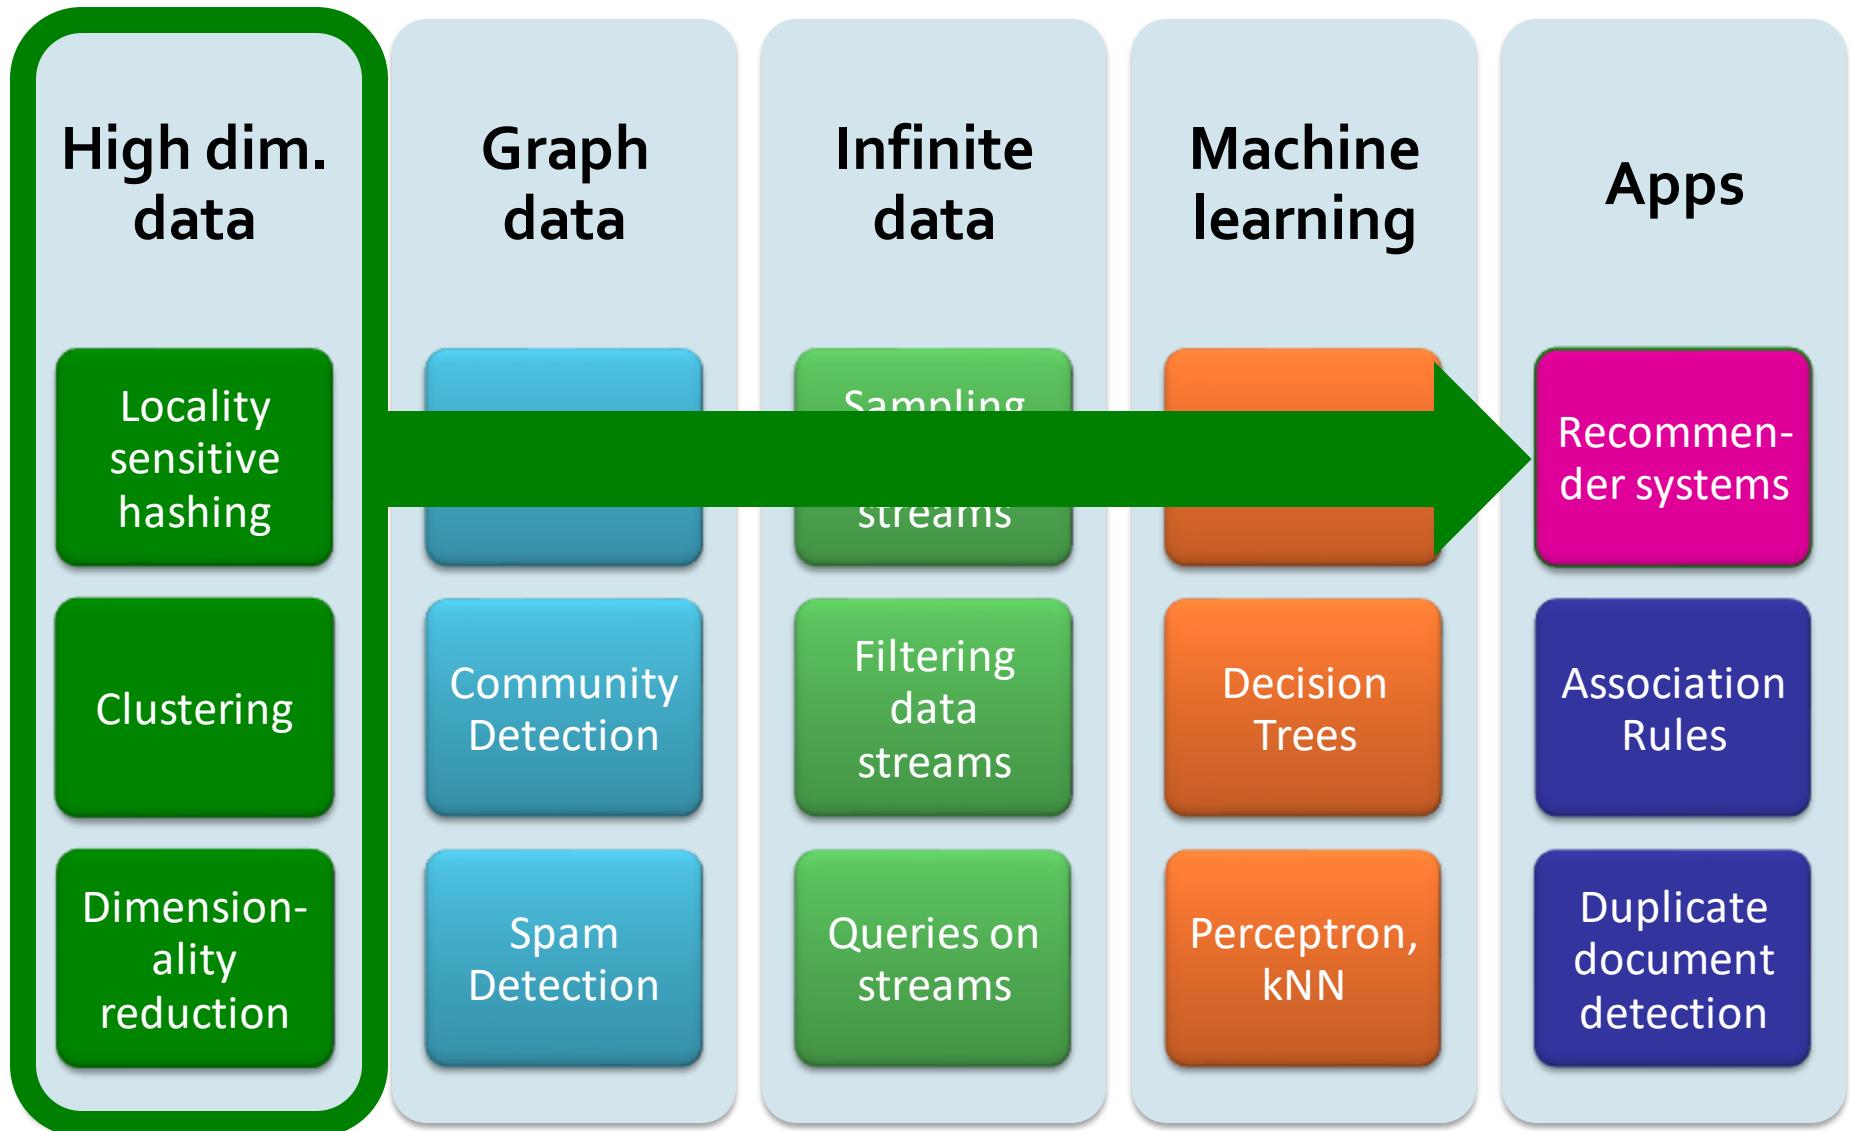 High dim.
data
Graph
data
Infinite
data
Machine
learning
Apps
Locality
sensitive
hashing
Sampling
streams
Recommen-
der systems
Clustering
Community
Detection
Filtering
data
streams
Decision
Trees
Association
Rules
Dimension-
ality
reduction
Spam
Detection
Queries on
streams
Perceptron,
kNN
Duplicate
document
detection